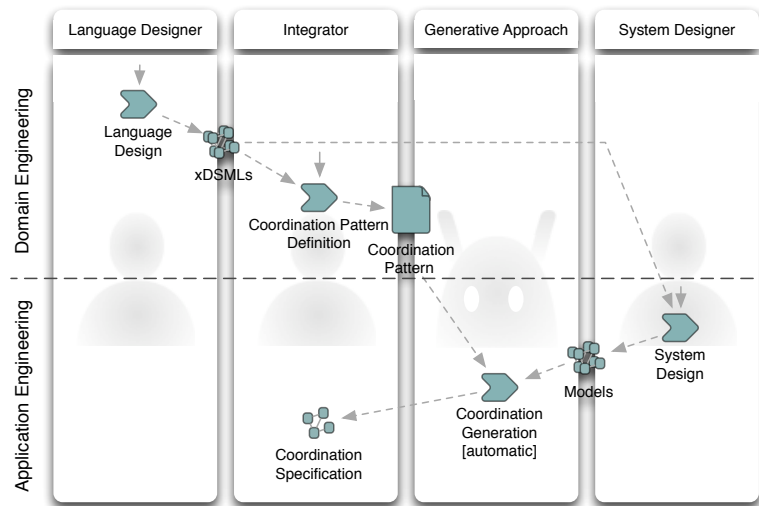 Language Designer
Integrator
Generative Approach
System Designer
Domain Engineering
Language
Design
xDSMLs
Coordination Pattern
Definition
Coordination
Pattern
Application Engineering
System
Design
Models
Coordination
Generation
[automatic]
Coordination
Specification